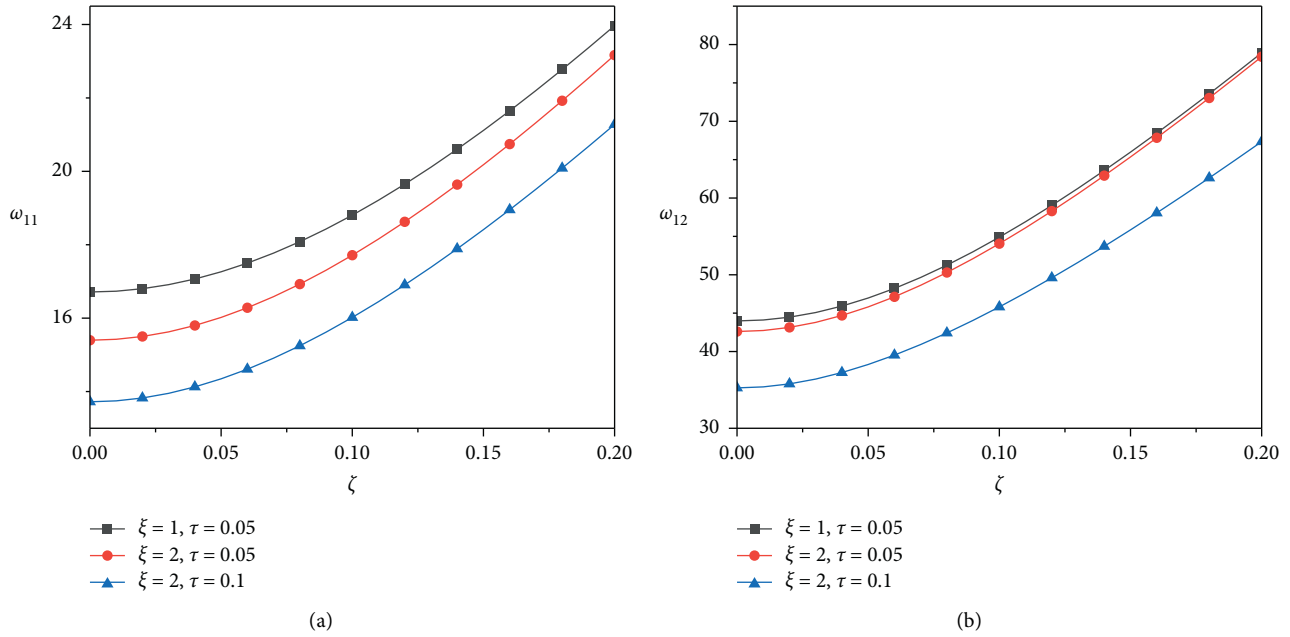 24
20
16
ω11
0.00 0.05 0.10 0.15 0.20
ζ
ξ = 1, τ = 0.05
ξ = 2, τ = 0.05
ξ = 2, τ = 0.1
(a)
80
70
60
50
40
30
ω12
0.00 0.05 0.10 0.15 0.20
ζ
ξ = 1, τ = 0.05
ξ = 2, τ = 0.05
ξ = 2, τ = 0.1
(b)